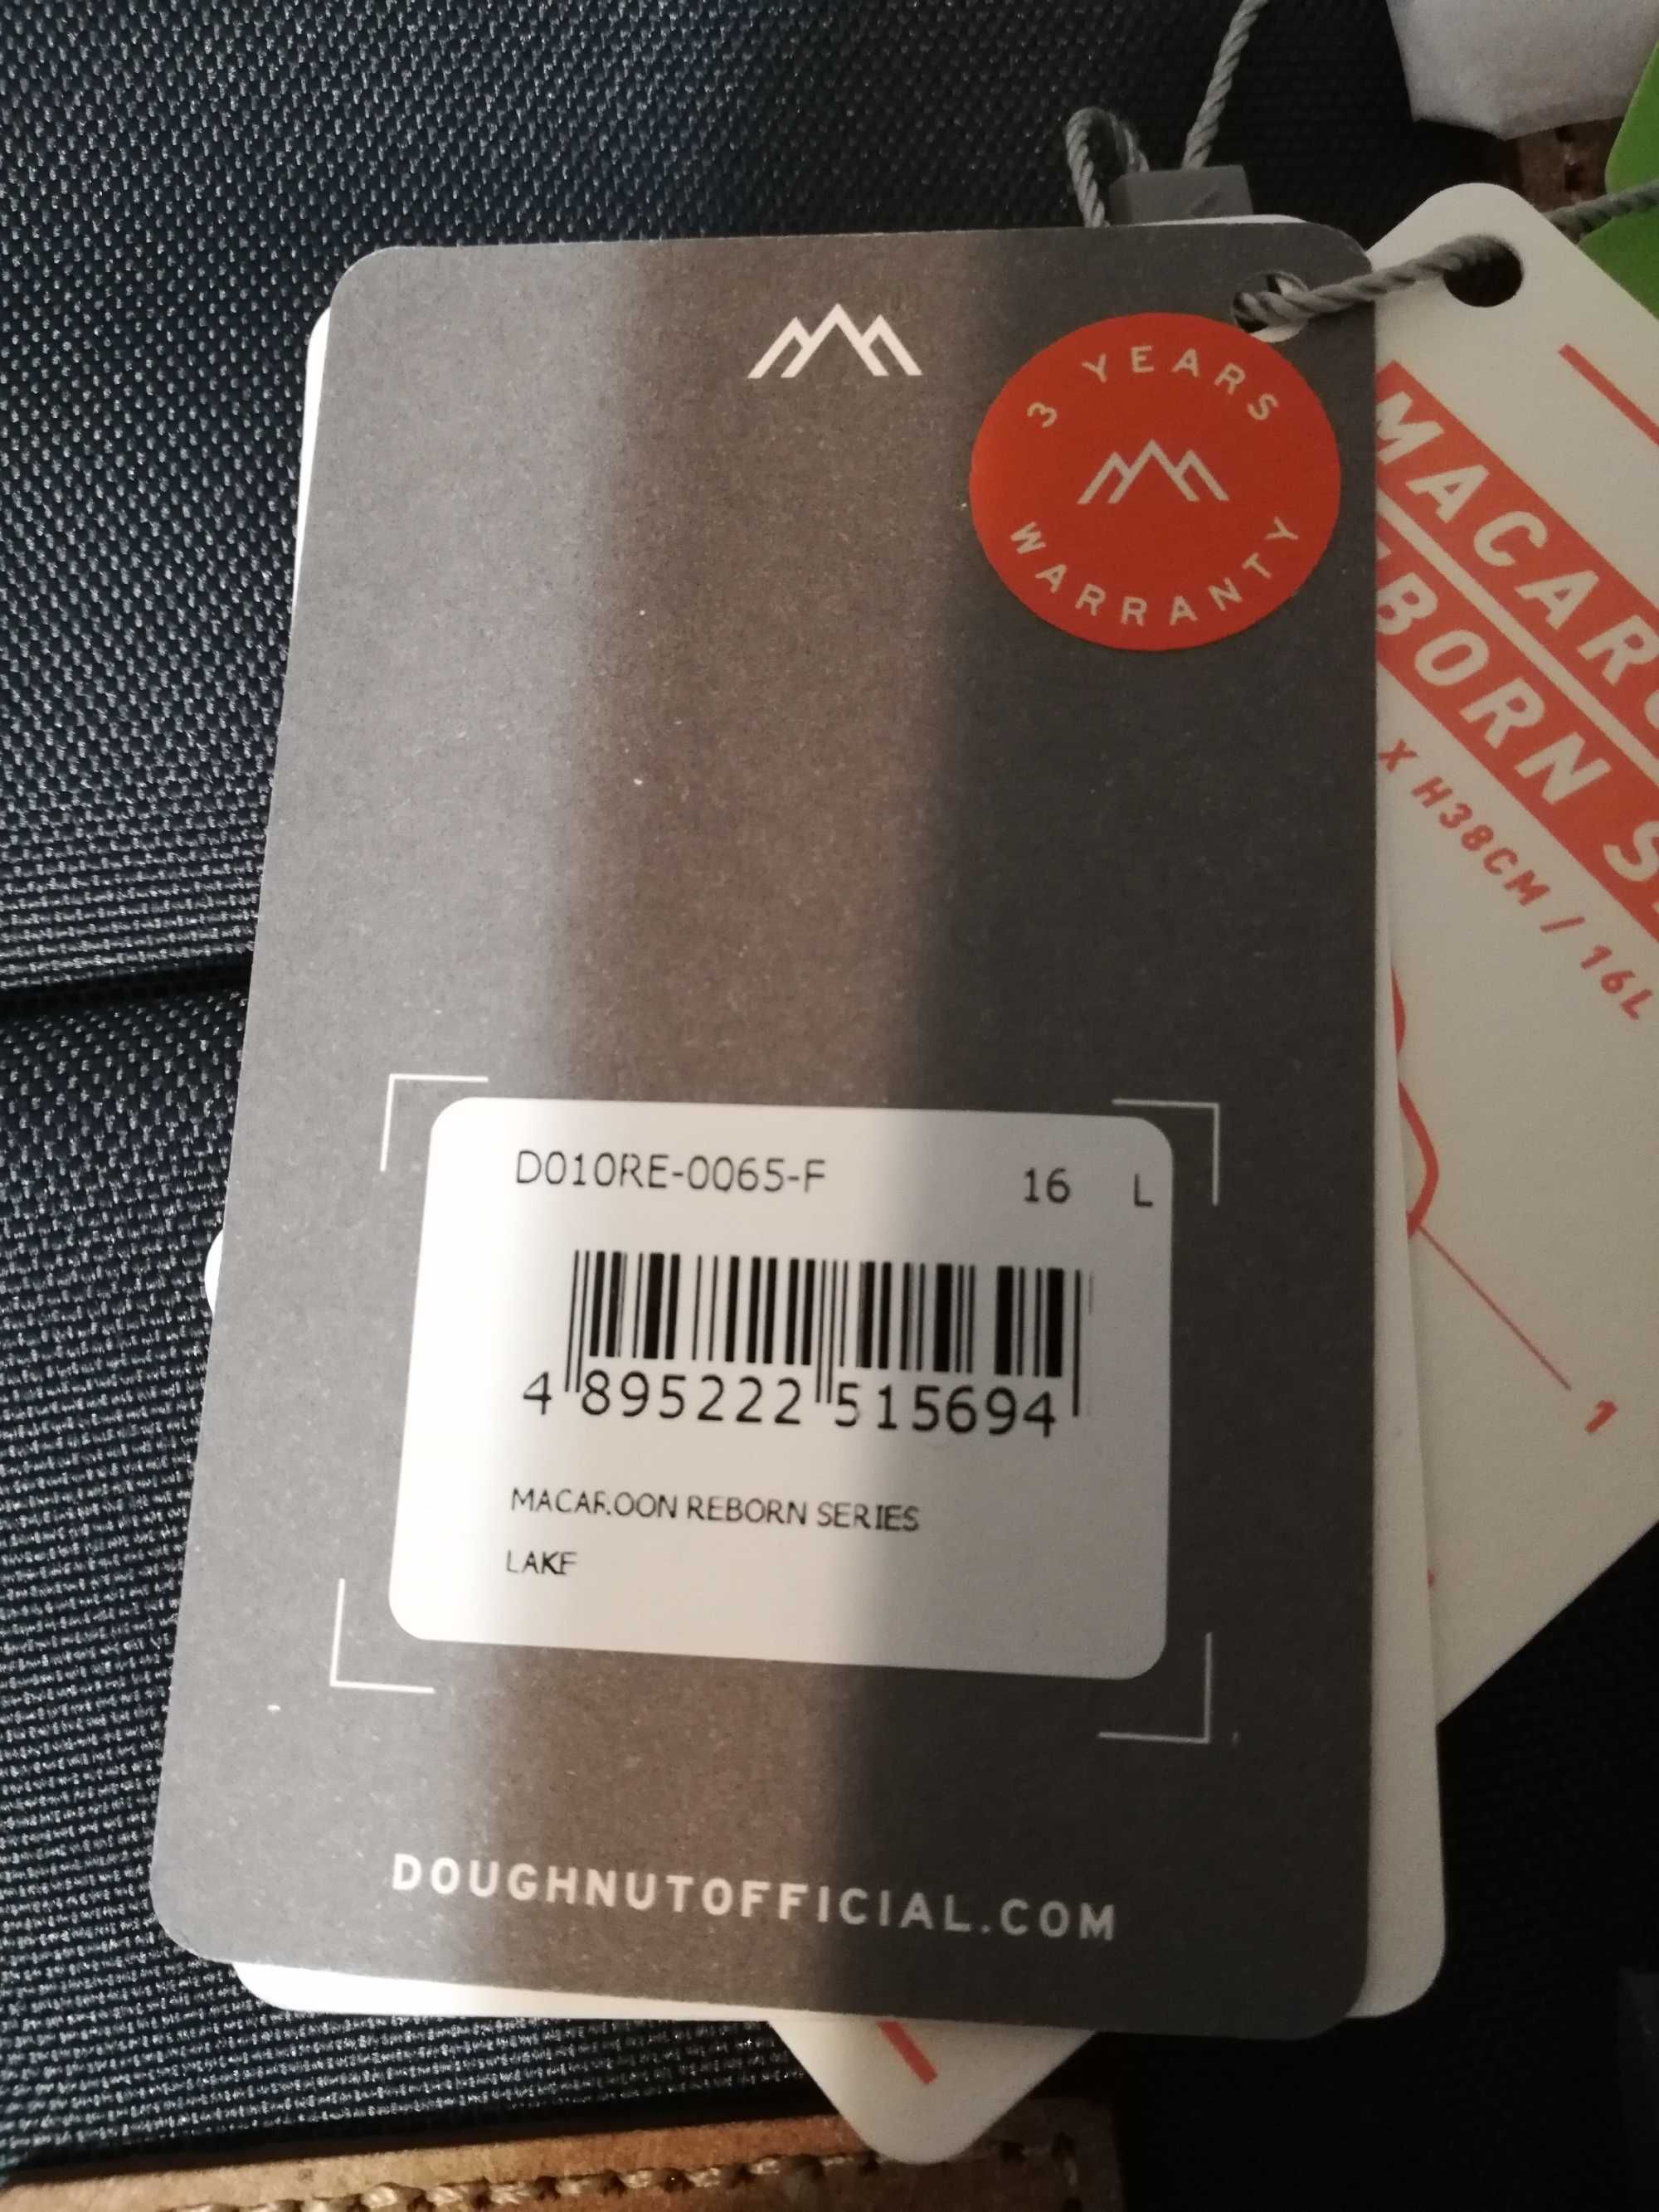 3 YEARS
WARRANTY
MACARO
EBORN S
X H38CM / 16L
1
D010RE-0065-F 16 L
4 895222 515694
MACAROON REBORN SERIES
LAKE
DOUGHNUTOFFICIAL.COM